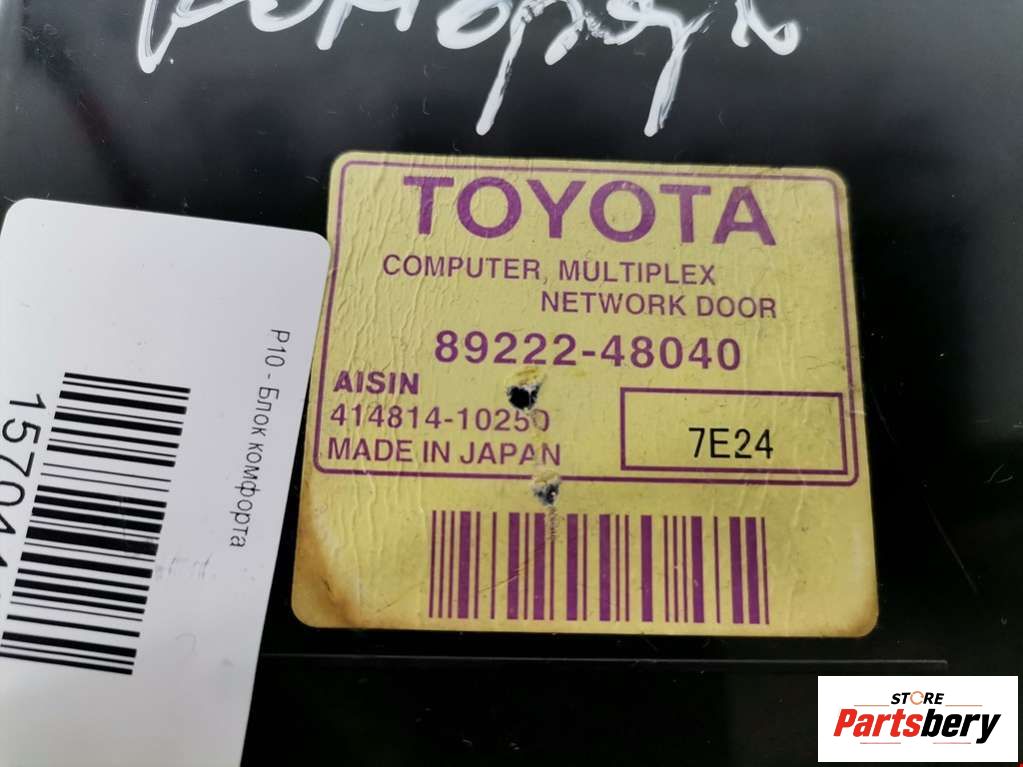 TOYOTA
COMPUTER, MULTIPLEX
NETWORK DOOR
89222-48040
AISIN
414814-10250
MADE IN JAPAN
7E24
P10 - Блок комфорта
STORE
Partsbery